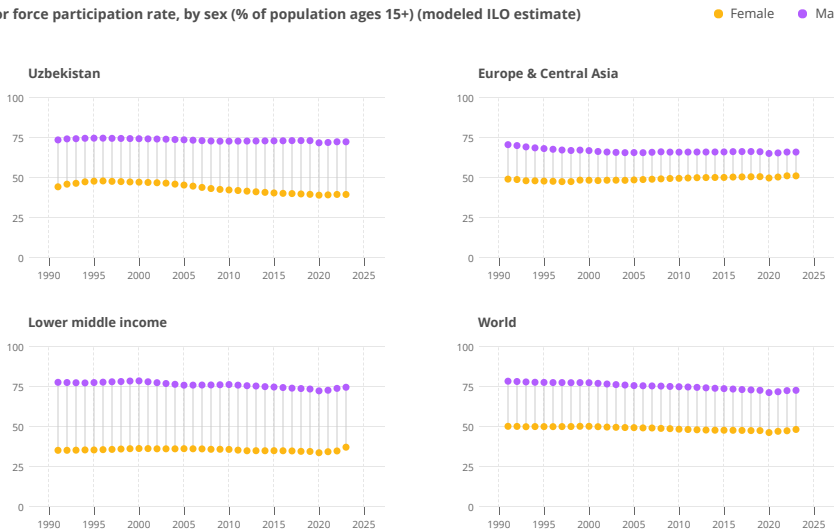 force participation rate, by sex (% of population ages 15+) (modeled ILO estimate)
Female
Uzbekistan
Europe & Central Asia
100
75
50
25
0
1990 1995 2000 2005 2010 2015 2020 2025
100
75
50
25
0
1990 1995 2000 2005 2010 2015 2020 2025
Lower middle income
World
100
75
50
25
0
1990 1995 2000 2005 2010 2015 2020 2025
100
75
50
25
0
1990 1995 2000 2005 2010 2015 2020 2025